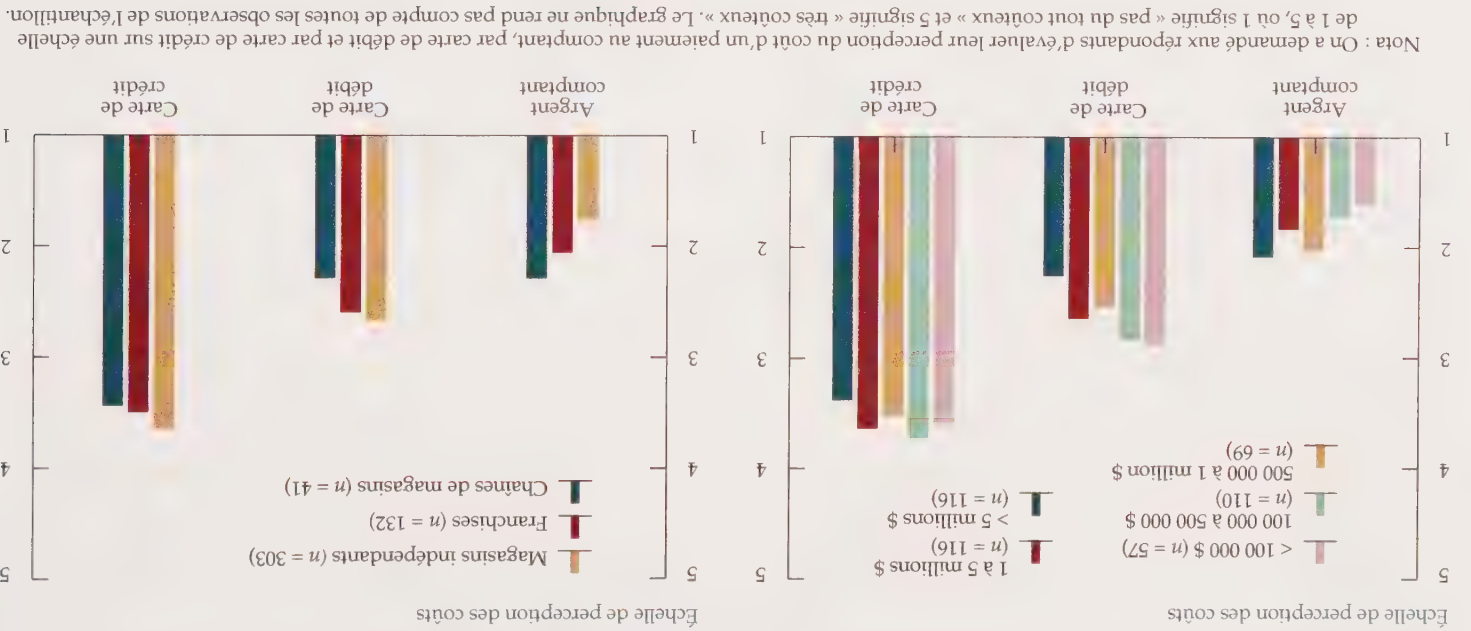 Échelle de perception des coûts
5
5
< 100 000 $ (n = 57)
100 000 à 500 000 $
(n = 110)
500 000 à 1 million $
(n = 69)
1 à 5 millions $
(n = 116)
> 5 millions $
(n = 116)
4
4
3
3
2
2
1
1
Argent
comptant
Carte de
débit
Carte de
crédit
Échelle de perception des coûts
5
5
Magasins indépendants (n = 303)
Franchises (n = 132)
Chaînes de magasins (n = 41)
4
4
3
3
2
2
1
1
Argent
comptant
Carte de
débit
Carte de
crédit
Nota : On a demandé aux répondants d'évaluer leur perception du coût d'un paiement au comptant, par carte de débit et par carte de crédit sur une échelle
de 1 à 5, où 1 signifie « pas du tout coûteux » et 5 signifie « très coûteux ». Le graphique ne rend pas compte de toutes les observations de l'échantillon.